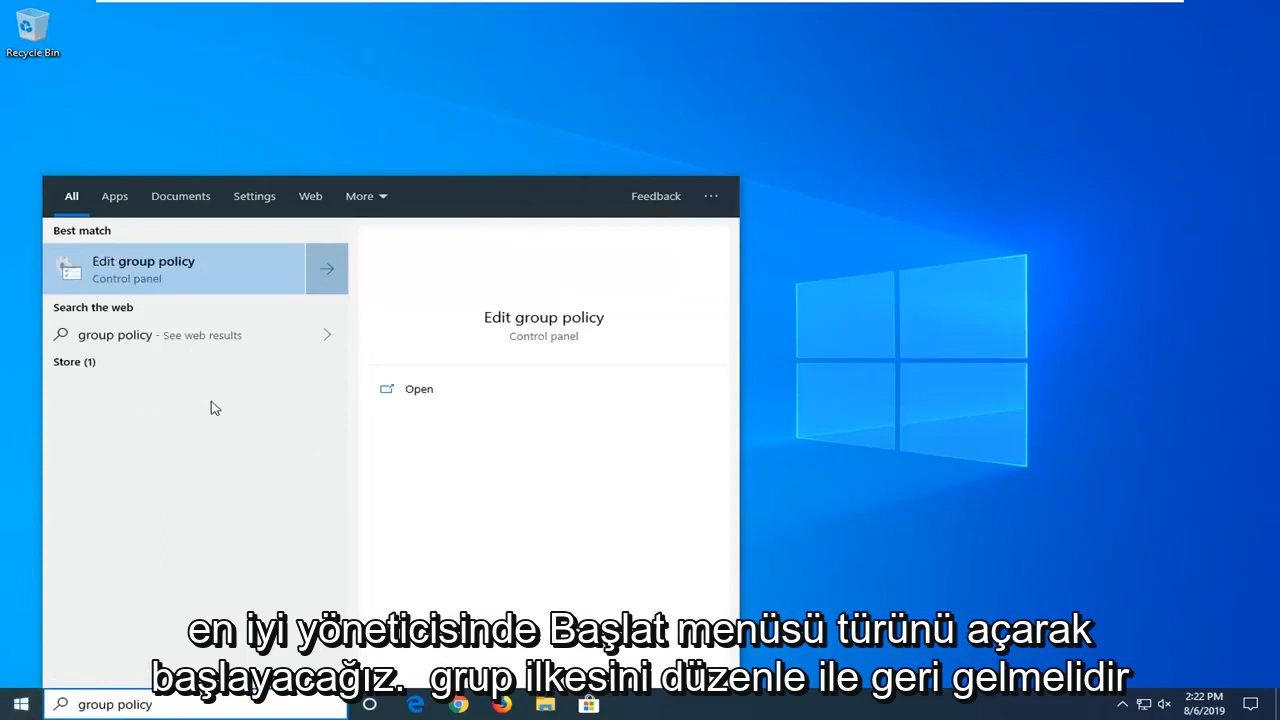 Recycle Bin
All Apps Documents Settings Web More Feedback ...
Best match
Edit group policy
Control panel
Search the web
group policy - See web results
Store (1)
Edit group policy
Control panel
Open
en iyi yöneticisinde Başlat menüsü türünü açarak
başlayacağız. grup ilkesini düzenle ile geri gelmelidir
group policy
2:22 PM
8/6/2019